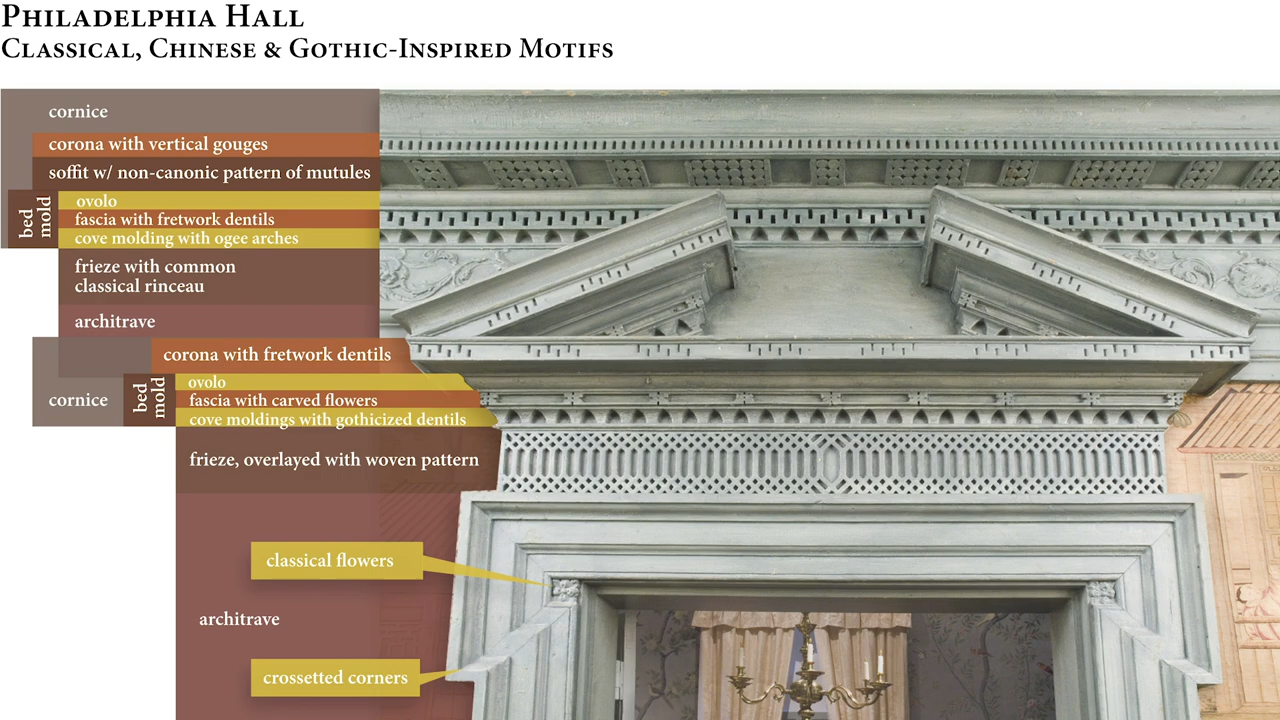 Philadelphia Hall
Classical, Chinese & Gothic-Inspired Motifs
cornice
corona with vertical gouges
soffit w/ non-canonic pattern of mutules
bed mold
ovolo
fascia with fretwork dentils
cove molding with ogee arches
frieze with common
classical rinceau
architrave
corona with fretwork dentils
cornice
bed mold
ovolo
fascia with carved flowers
cove moldings with gothicized dentils
frieze, overlayed with woven pattern
classical flowers
architrave
crossetted corners